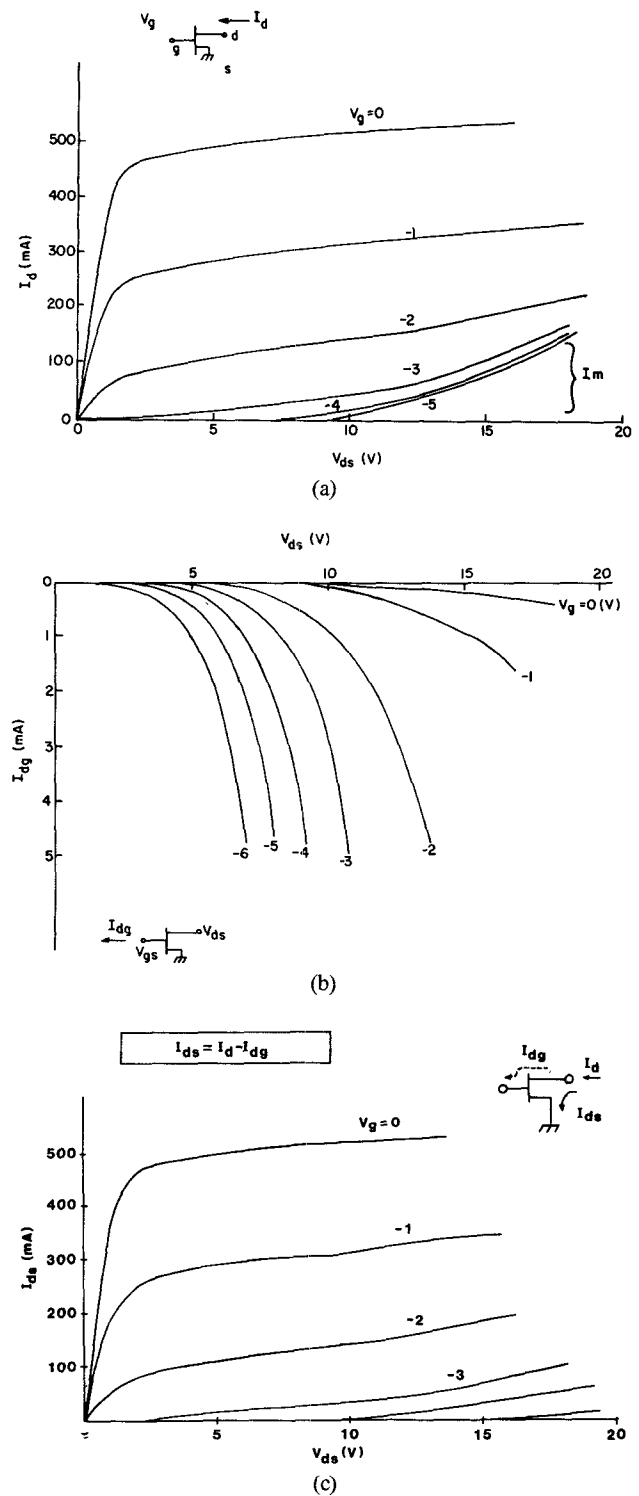 Vg
Id
g
d
s
Vg=0
500
400
300
200
100
0
Id (mA)
-1
-2
-3
-4
-5
Im
0
5
10
15
20
Vds (V)
(a)
Vds (V)
5
10
15
20
0
1
2
3
4
5
Idg (mA)
Vg=0(V)
-1
-6
-5
-4
-3
-2
Idg
Vgs
Vds
(b)
Ids = Id-Idg
Idg
Id
Ids
Vg=0
500
400
300
200
100
Ids (mA)
-1
-2
-3
5
10
15
20
Vds (V)
(c)